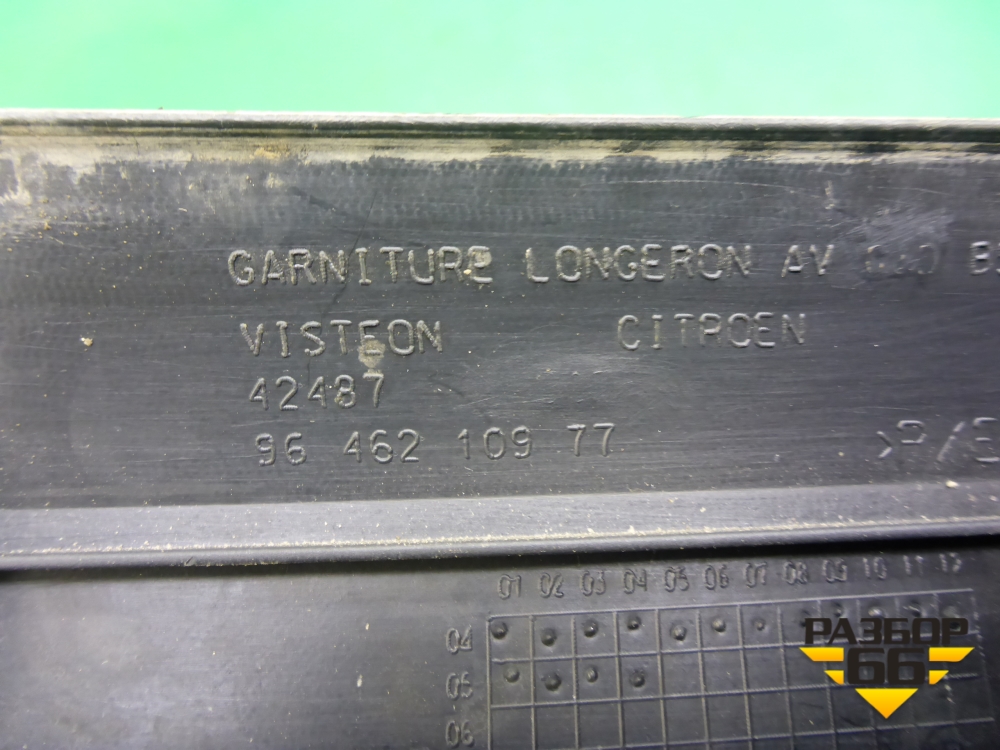 GARNITURE LONGERON AV
VISTEON CITROEN
42487
96 462 109 77
>P/E
01 02 03 04 05 06 07 08 09 10 11 12
04
05
06
РАЗБОР
66